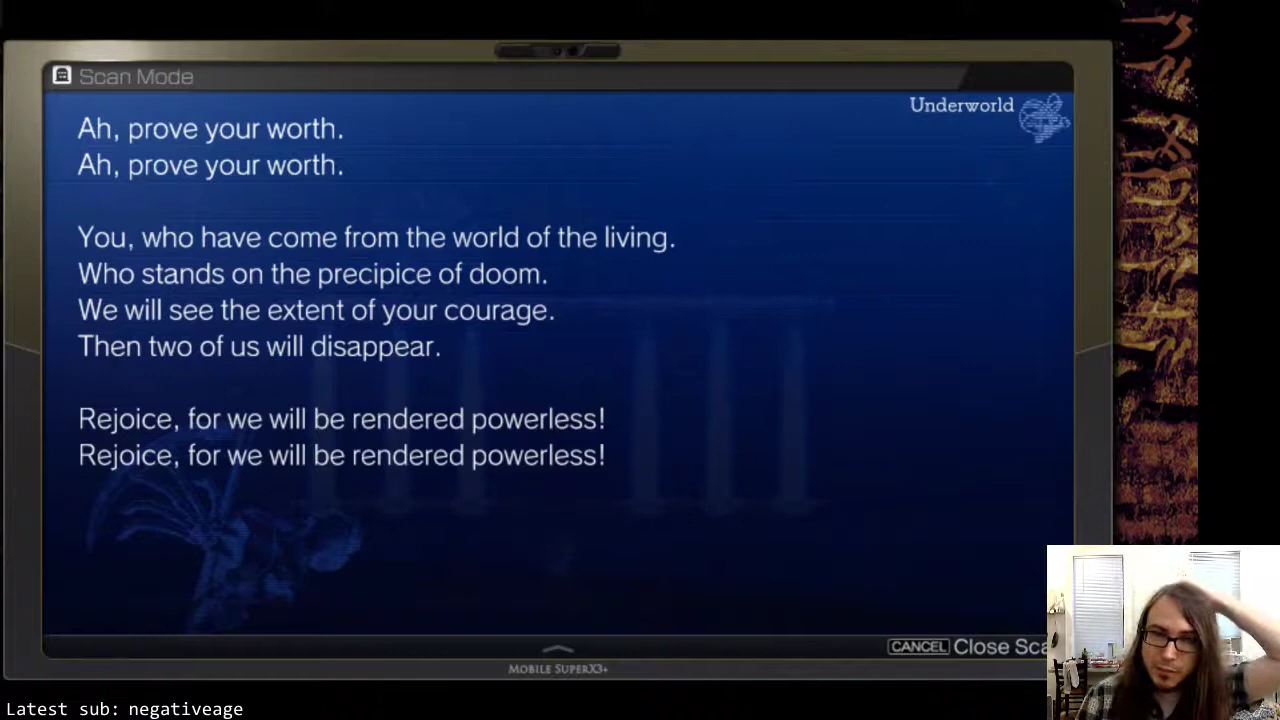 Scan Mode
Underworld
Ah, prove your worth.
Ah, prove your worth.
You, who have come from the world of the living.
Who stands on the precipice of doom.
We will see the extent of your courage.
Then two of us will disappear.
Rejoice, for we will be rendered powerless!
Rejoice, for we will be rendered powerless!
CANCEL Close Sca
MOBILE SUPERX3+
Latest sub: negativeage